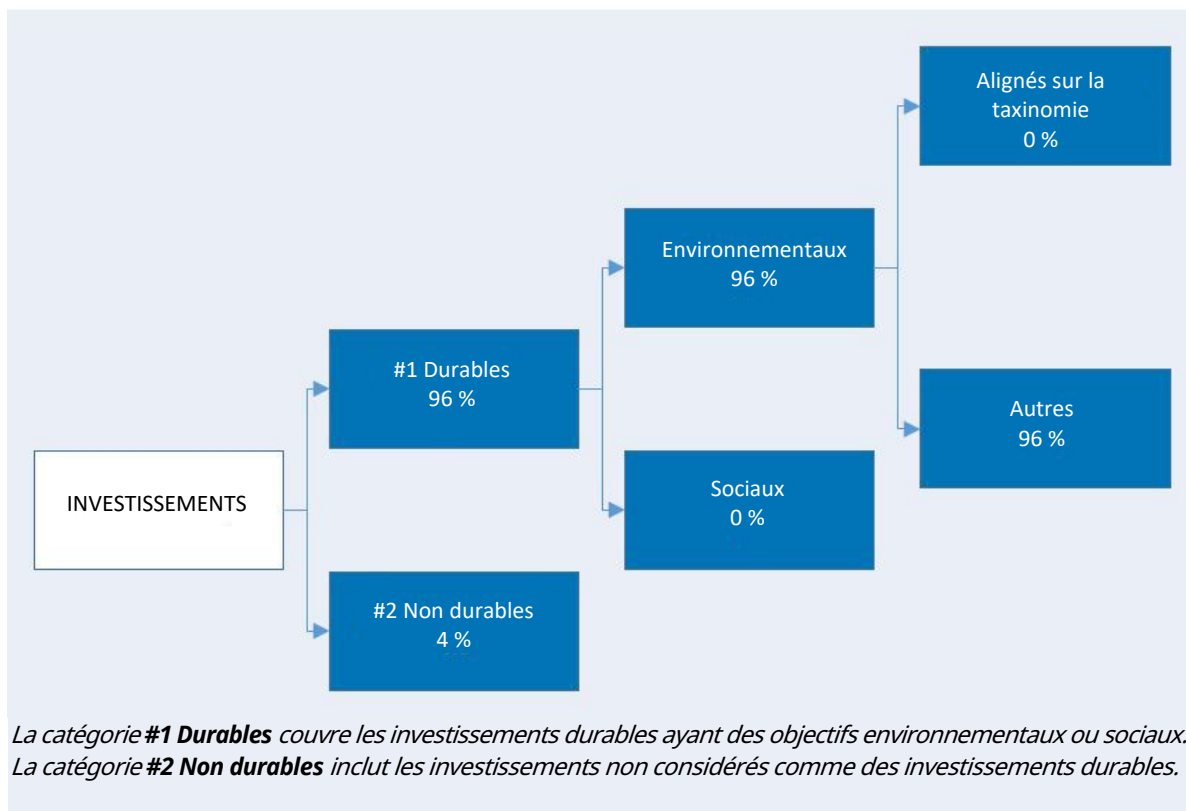 Alignés sur la
taxinomie
0 %
Environnementaux
96 %
#1 Durables
96 %
Autres
96 %
INVESTISSEMENTS
Sociaux
0 %
#2 Non durables
4 %
La catégorie #1 Durables couvre les investissements durables ayant des objectifs environnementaux ou sociaux.
La catégorie #2 Non durables inclut les investissements non considérés comme des investissements durables.